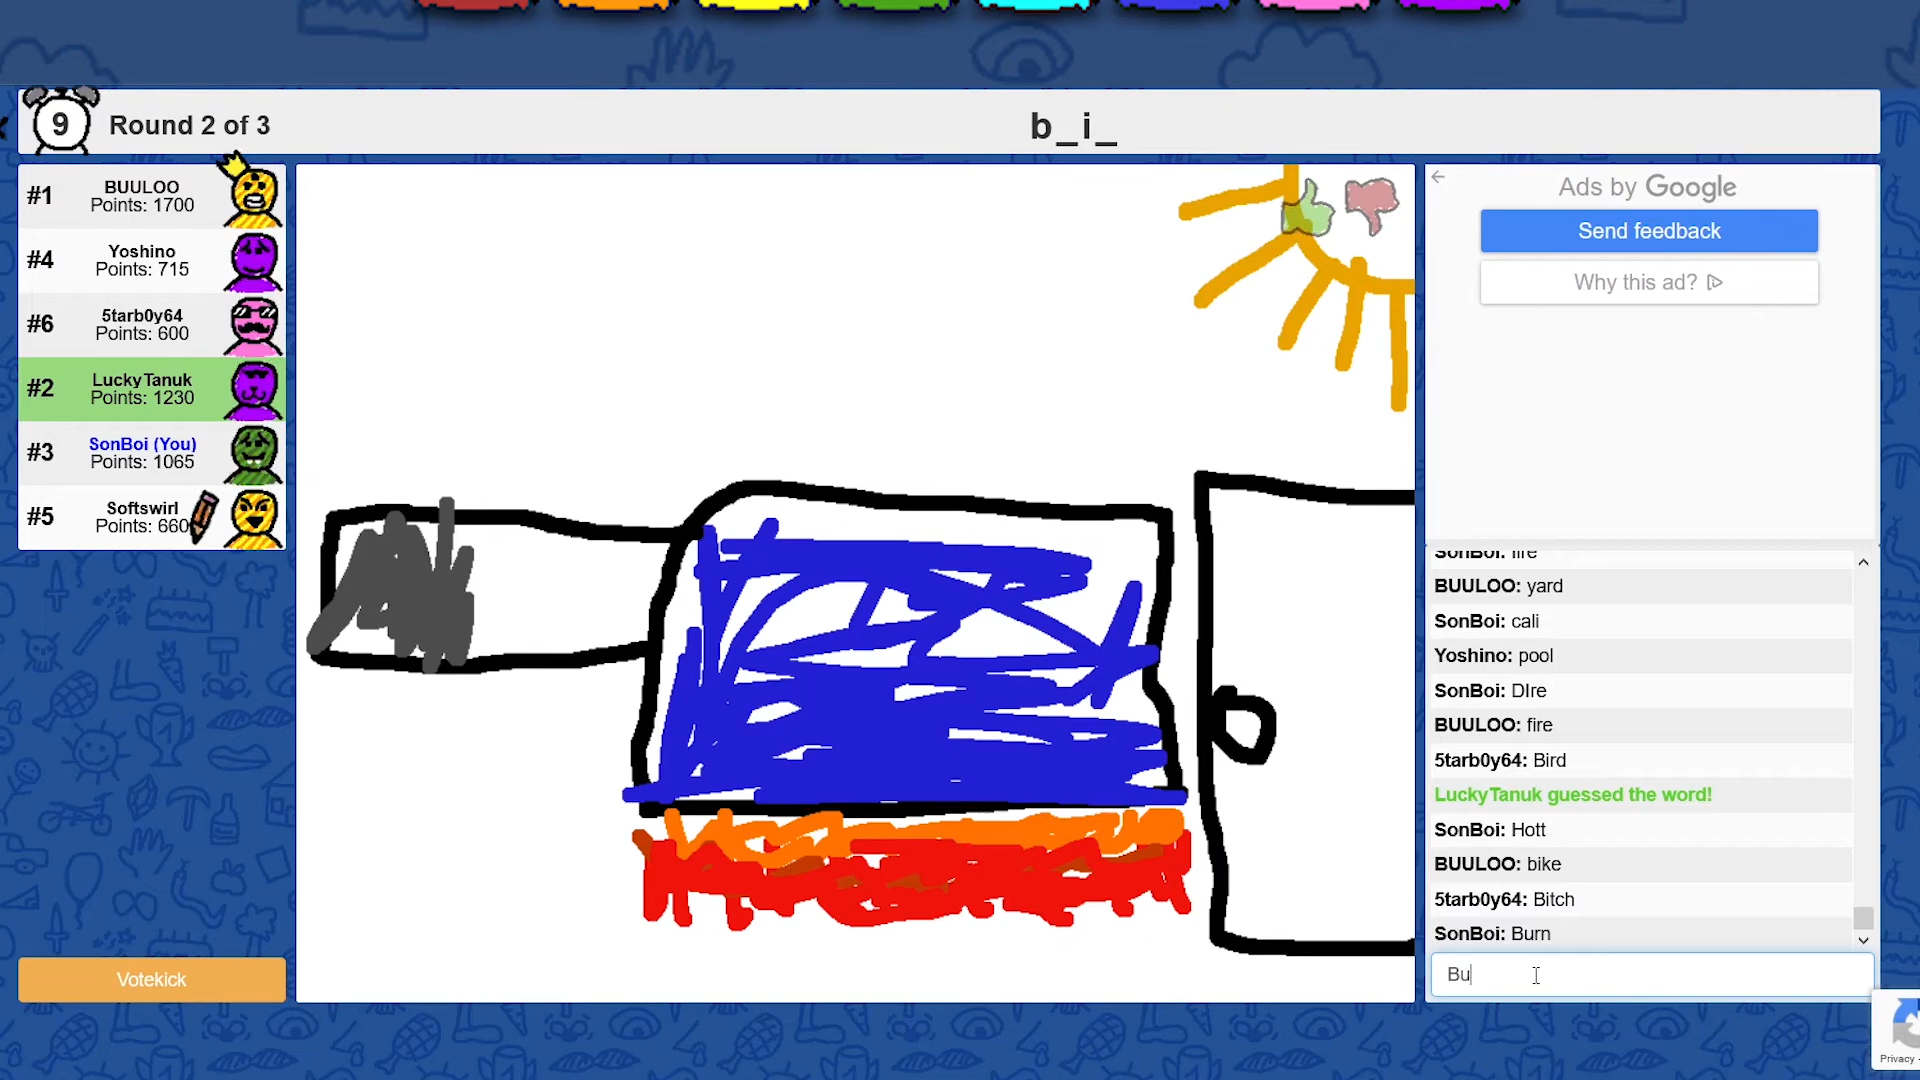 9
Round 2 of 3
b_i_
#1
BUULOO
Points: 1700
#4
Yoshino
Points: 715
#6
5tarb0y64
Points: 600
#2
LuckyTanuk
Points: 1230
#3
SonBoi (You)
Points: 1065
#5
Softswirl
Points: 660
Votekick
Ads by Google
Send feedback
Why this ad?
SonBoi: fire
BUULOO: yard
SonBoi: cali
Yoshino: pool
SonBoi: DIre
BUULOO: fire
5tarb0y64: Bird
LuckyTanuk guessed the word!
SonBoi: Hott
BUULOO: bike
5tarb0y64: Bitch
SonBoi: Burn
Bu
Privacy -